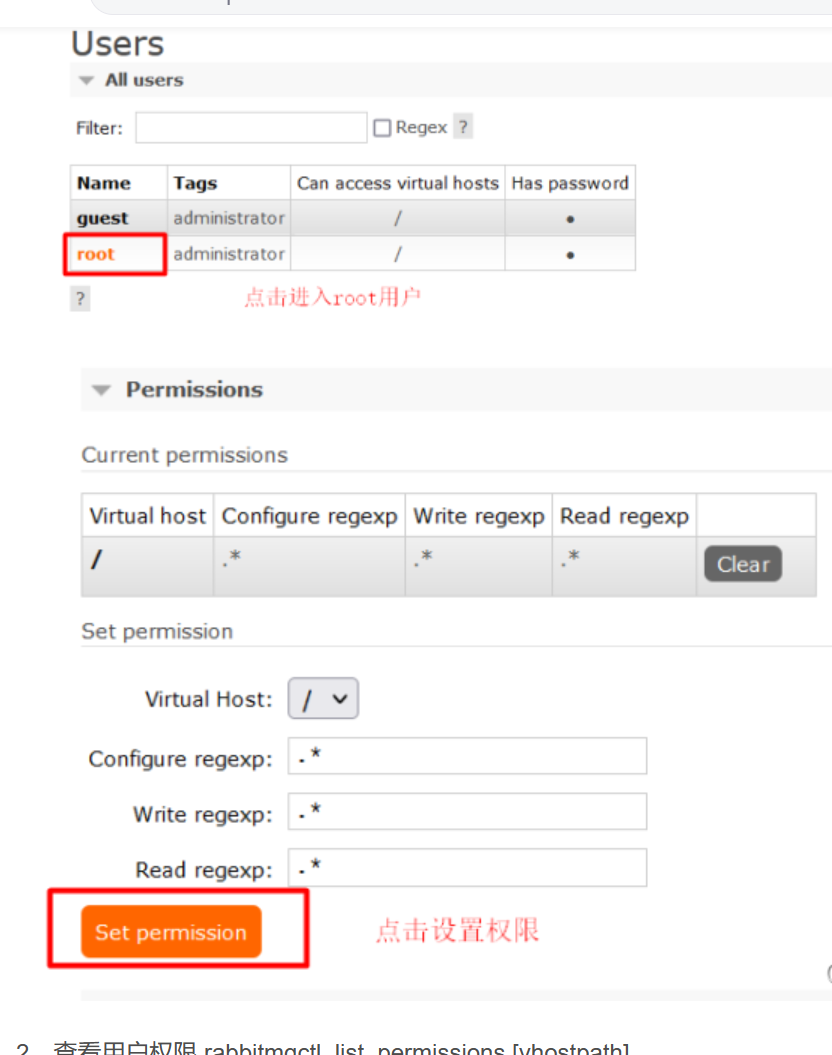 Users
All users
Filter:
Regex ?
Name Tags Can access virtual hosts Has password
guest administrator / •
root administrator / •
?
点击进入root用户
Permissions
Current permissions
Virtual host Configure regexp Write regexp Read regexp
/ .* .* .* Clear
Set permission
Virtual Host: /
Configure regexp: .*
Write regexp: .*
Read regexp: .*
Set permission
点击设置权限
2、查看用户权限 rabbitmqctl list_permissions [vhostpath]